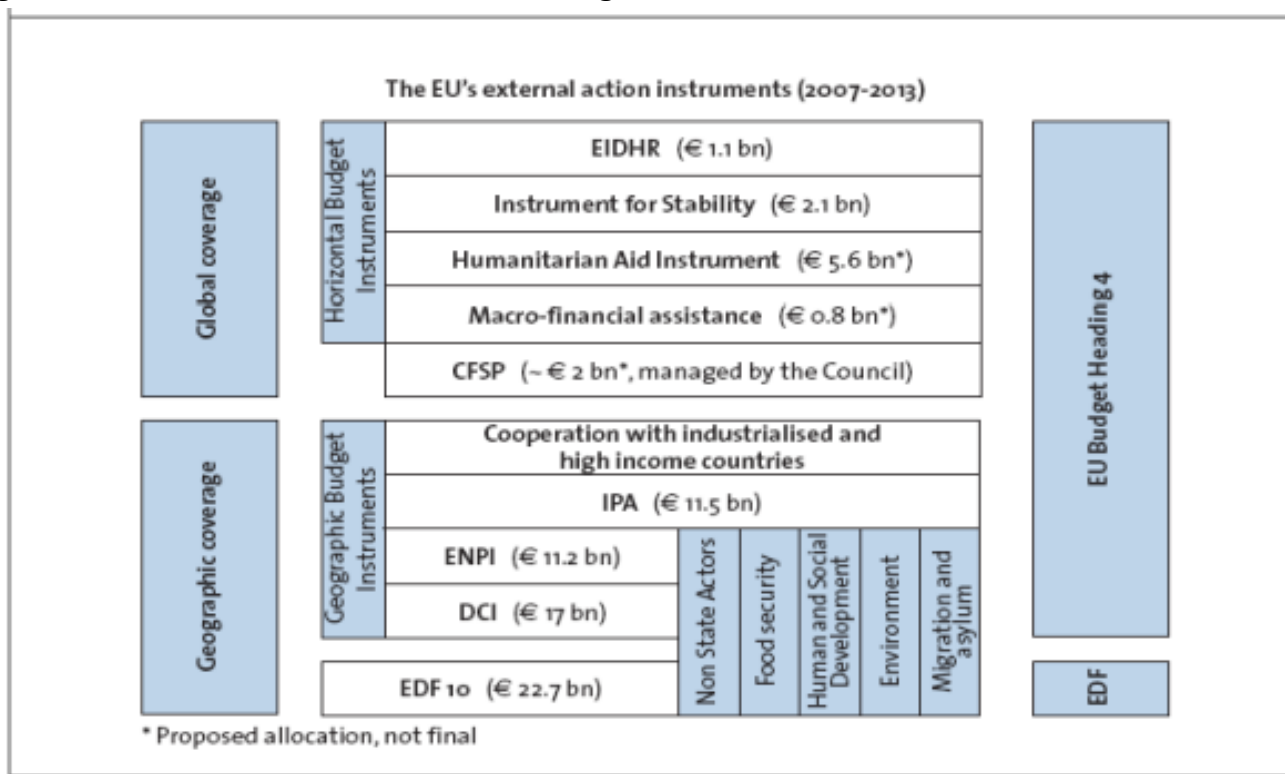 The EU's external action instruments (2007-2013)
Global coverage
Horizontal Budget
Instruments
EIDHR (€ 1.1 bn)
Instrument for Stability (€ 2.1 bn)
Humanitarian Aid Instrument (€ 5.6 bn*)
Macro-financial assistance (€ 0.8 bn*)
CFSP (~ € 2 bn*, managed by the Council)
EU Budget Heading 4
Geographic coverage
Geographic Budget
Instruments
Cooperation with industrialised and
high income countries
IPA (€ 11.5 bn)
ENPI (€ 11.2 bn)
DCI (€ 17 bn)
EDF 10 (€ 22.7 bn)
Non State Actors
Food security
Human and Social
Development
Environment
Migration and
asylum
EDF
* Proposed allocation, not final